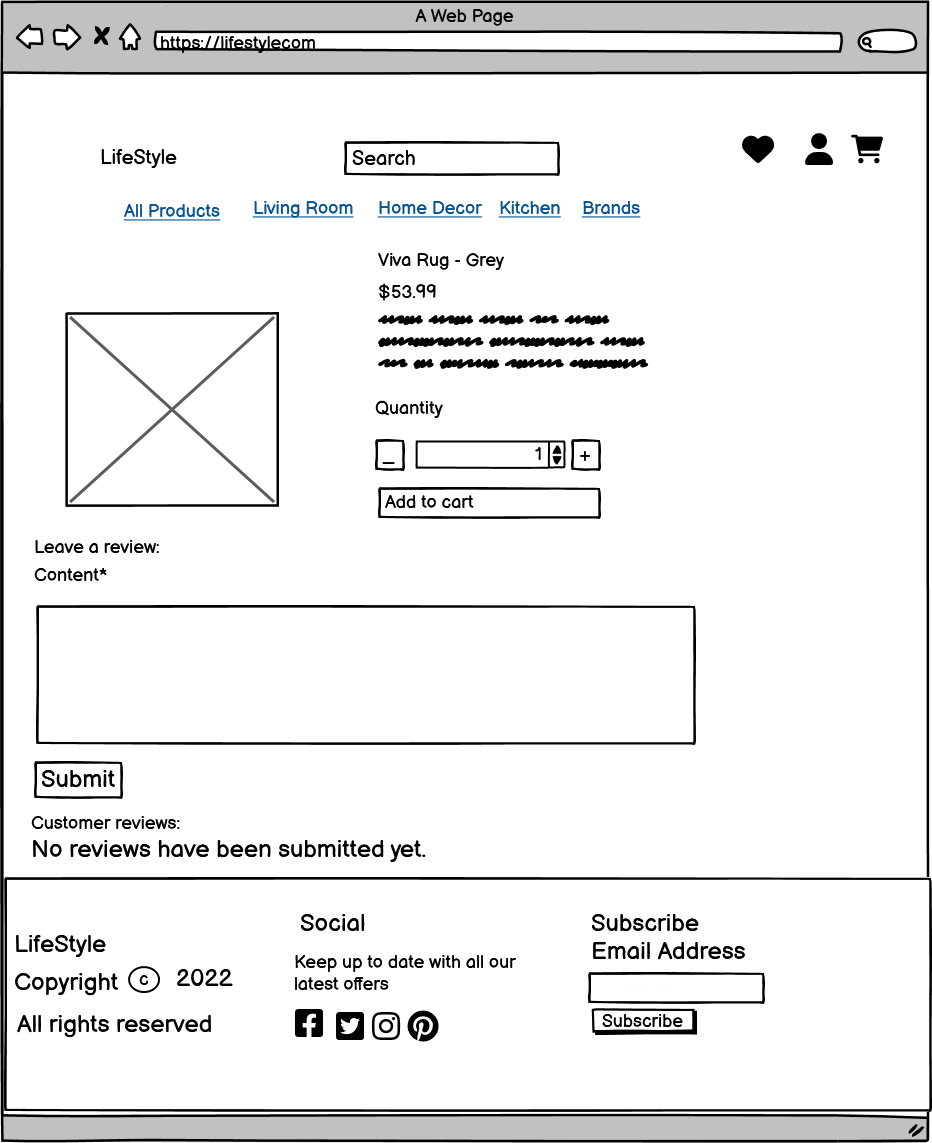 A Web Page
https://lifestylecom
LifeStyle
Search
All Products Living Room Home Decor Kitchen Brands
Viva Rug - Grey
$53.99
Quantity
_ 1 +
Add to cart
Leave a review:
Content*
Submit
Customer reviews:
No reviews have been submitted yet.
LifeStyle
Copyright c 2022
All rights reserved
Social
Keep up to date with all our
latest offers
Subscribe
Email Address
Subscribe